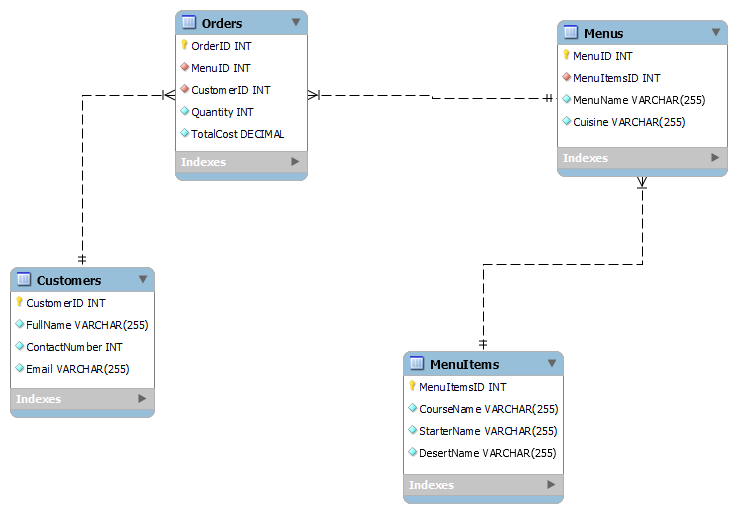 Orders
OrderID INT
MenuID INT
CustomerID INT
Quantity INT
TotalCost DECIMAL
Indexes
Menus
MenuID INT
MenuItemsID INT
MenuName VARCHAR(255)
Cuisine VARCHAR(255)
Indexes
Customers
CustomerID INT
FullName VARCHAR(255)
ContactNumber INT
Email VARCHAR(255)
Indexes
MenuItems
MenuItemsID INT
CourseName VARCHAR(255)
StarterName VARCHAR(255)
DesertName VARCHAR(255)
Indexes